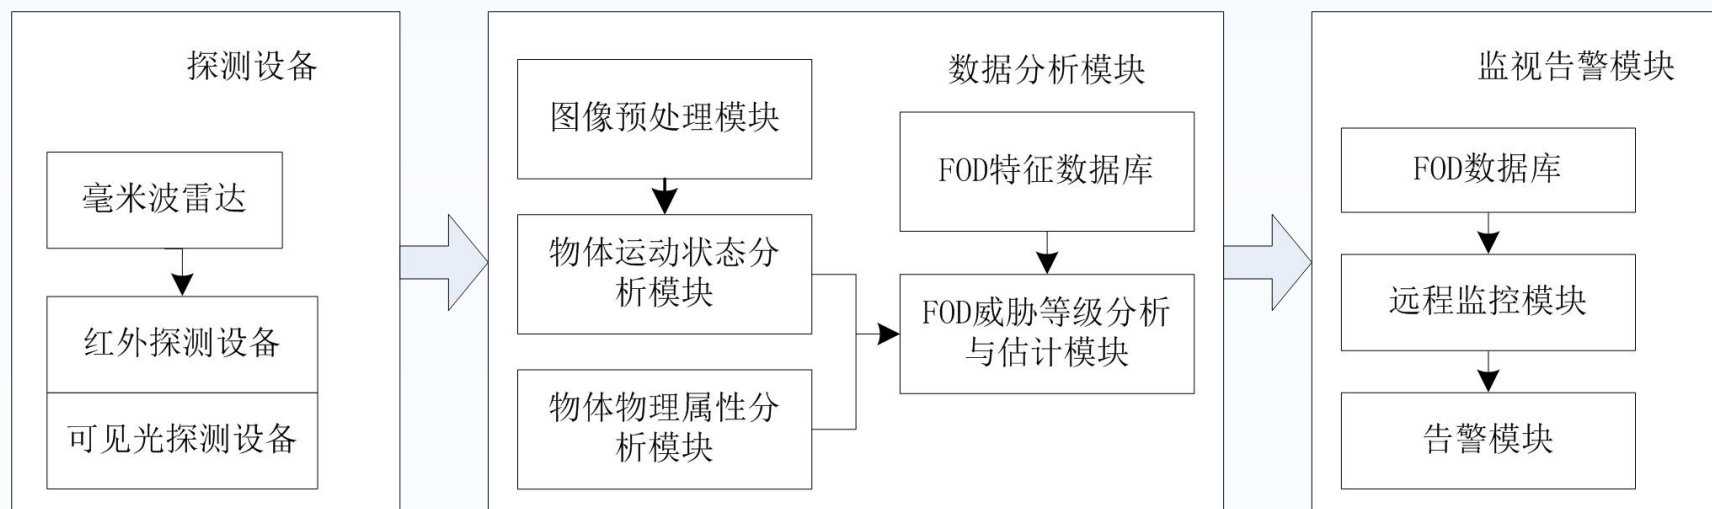 探测设备
毫米波雷达
红外探测设备
可见光探测设备
数据分析模块
图像预处理模块
物体运动状态分
析模块
物体物理属性分
析模块
FOD特征数据库
FOD威胁等级分析
与估计模块
监视告警模块
FOD数据库
远程监控模块
告警模块